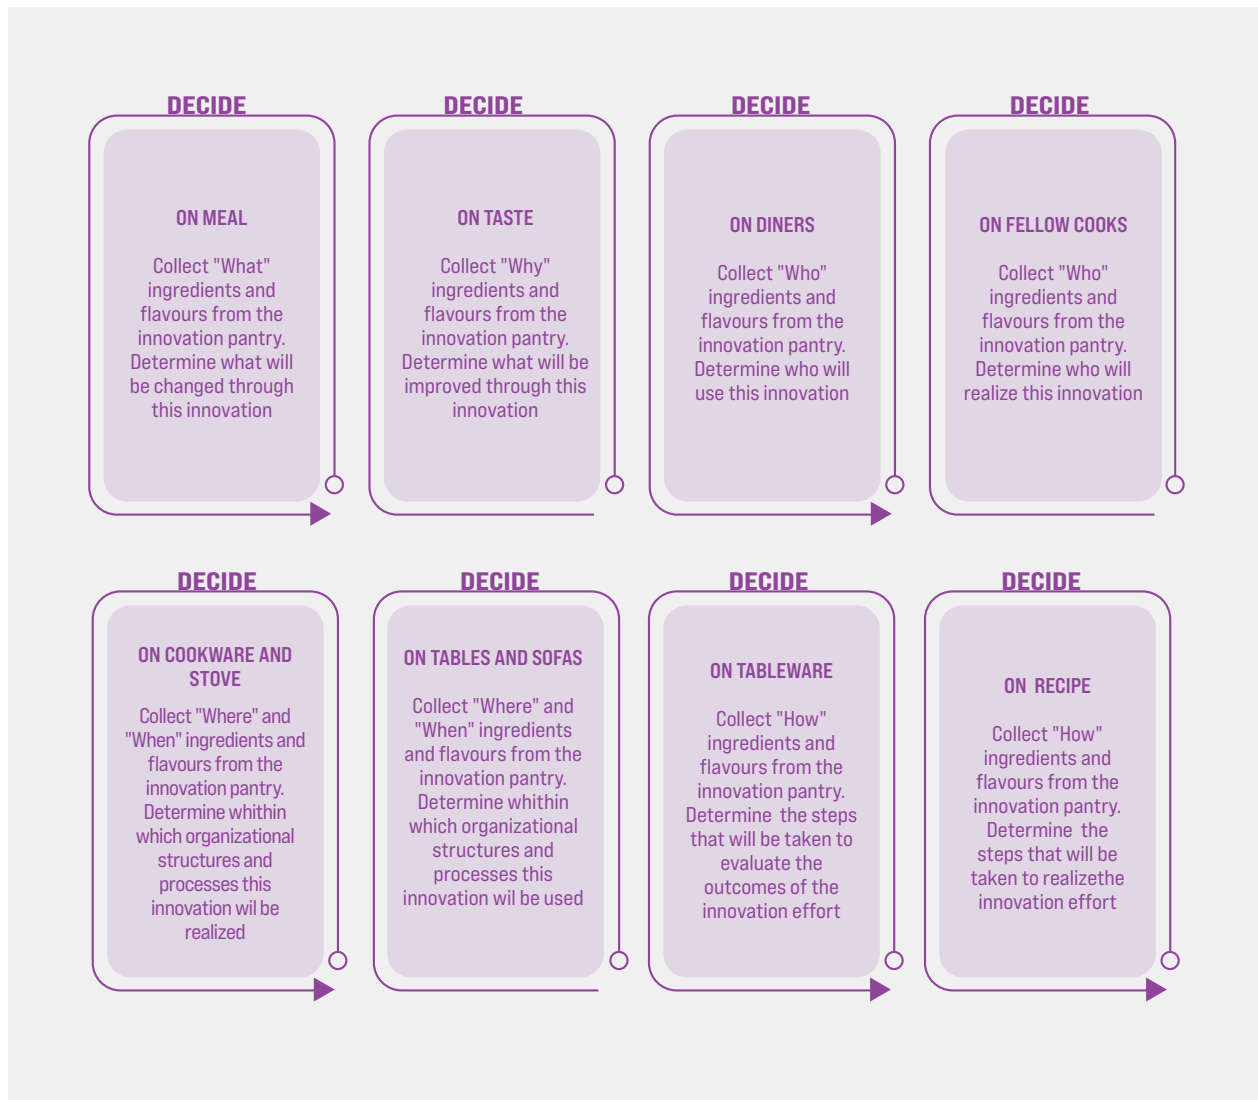 DECIDE
ON MEAL
Collect "What"
ingredients and
flavours from the
innovation pantry.
Determine what will
be changed through
this innovation
DECIDE
ON TASTE
Collect "Why"
ingredients and
flavours from the
innovation pantry.
Determine what will be
improved through this
innovation
DECIDE
ON DINERS
Collect "Who"
ingredients and
flavours from the
innovation pantry.
Determine who will
use this innovation
DECIDE
ON FELLOW COOKS
Collect "Who"
ingredients and
flavours from the
innovation pantry.
Determine who will
realize this innovation
DECIDE
ON COOKWARE AND
STOVE
Collect "Where" and
"When" ingredients and
flavours from the
innovation pantry.
Determine whithin
which organizational
structures and
processes this
innovation wil be
realized
DECIDE
ON TABLES AND SOFAS
Collect "Where" and
"When" ingredients
and flavours from the
innovation pantry.
Determine whithin
which organizational
structures and
processes this
innovation wil be used
DECIDE
ON TABLEWARE
Collect "How"
ingredients and
flavours from the
innovation pantry.
Determine  the steps
that will be taken to
evaluate the
outcomes of the
innovation effort
DECIDE
ON  RECIPE
Collect "How"
ingredients and
flavours from the
innovation pantry.
Determine  the
steps that will be
taken to realizethe
innovation effort